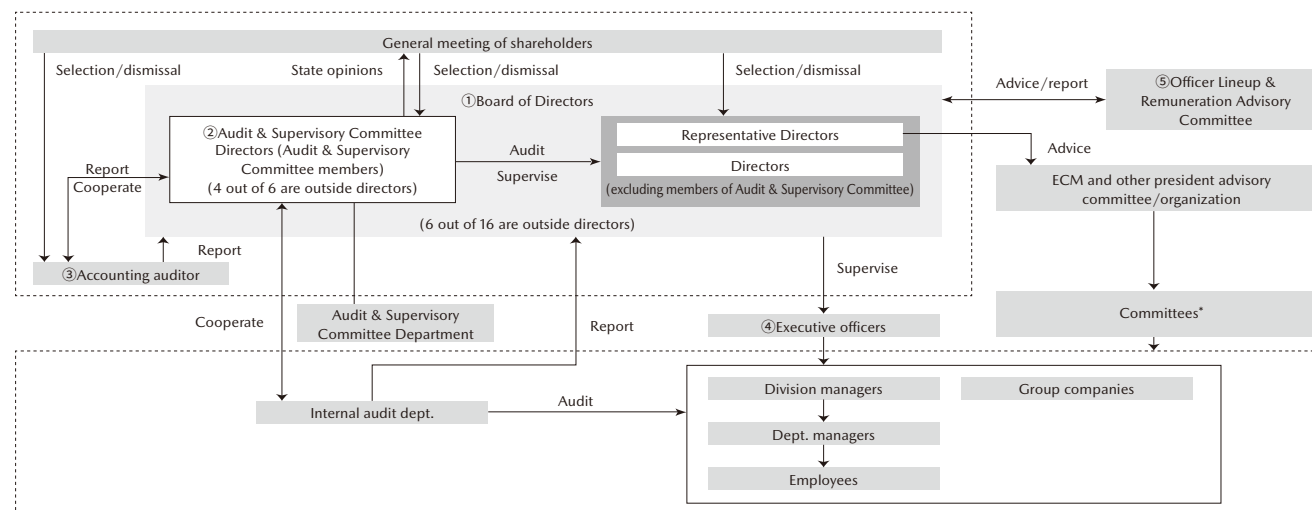 General meeting of shareholders
Selection/dismissal
State opinions
Selection/dismissal
Selection/dismissal
①Board of Directors
Advice/report
⑤Officer Lineup &
Remuneration Advisory
Committee
②Audit & Supervisory Committee
Directors (Audit & Supervisory
Committee members)
(4 out of 6 are outside directors)
Audit
Supervise
Representative Directors
Directors
(excluding members of Audit & Supervisory Committee)
Advice
Report
Cooperate
ECM and other president advisory
committee/organization
(6 out of 16 are outside directors)
Report
③Accounting auditor
Supervise
Cooperate
Audit & Supervisory
Committee Department
Report
④Executive officers
Committees*
Division managers
Group companies
Internal audit dept.
Audit
Dept. managers
Employees